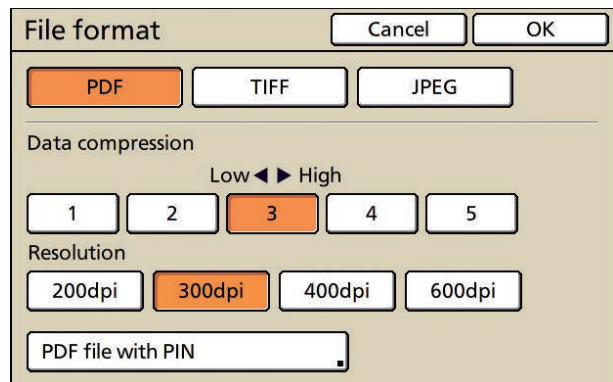 File format Cancel OK
PDF TIFF JPEG
Data compression
Low ◀ ▶ High
1 2 3 4 5
Resolution
200dpi 300dpi 400dpi 600dpi
PDF file with PIN